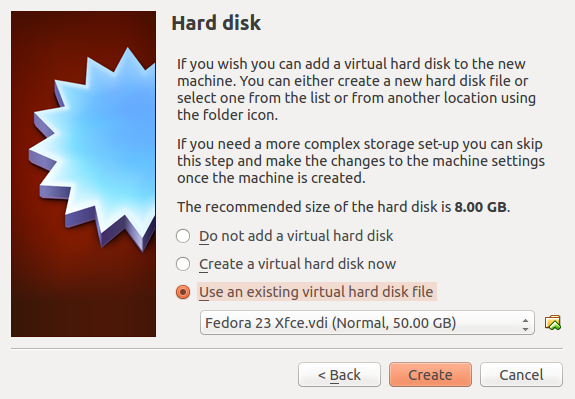 Hard disk
If you wish you can add a virtual hard disk to the new
machine. You can either create a new hard disk file or
select one from the list or from another location using
the folder icon.
If you need a more complex storage set-up you can skip
this step and make the changes to the machine settings
once the machine is created.
The recommended size of the hard disk is 8.00 GB.
Do not add a virtual hard disk
Create a virtual hard disk now
Use an existing virtual hard disk file
Fedora 23 Xfce.vdi (Normal, 50.00 GB)
< Back
Create
Cancel